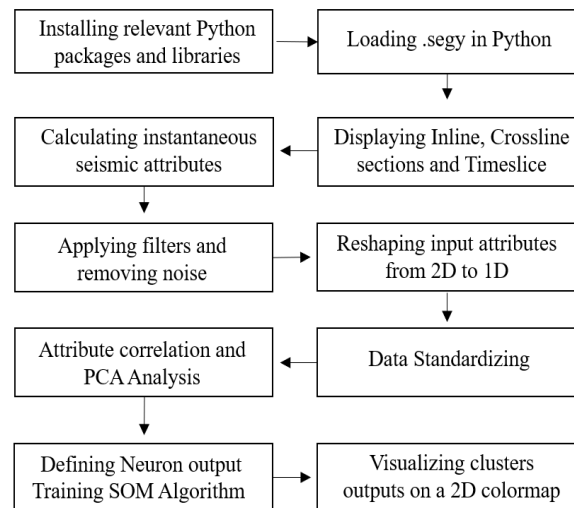 Installing relevant Python
packages and libraries
Loading .segy in Python
Displaying Inline, Crossline
sections and Timeslice
Calculating instantaneous
seismic attributes
Applying filters and
removing noise
Reshaping input attributes
from 2D to 1D
Data Standardizing
Attribute correlation and
PCA Analysis
Defining Neuron output
Training SOM Algorithm
Visualizing clusters
outputs on a 2D colormap